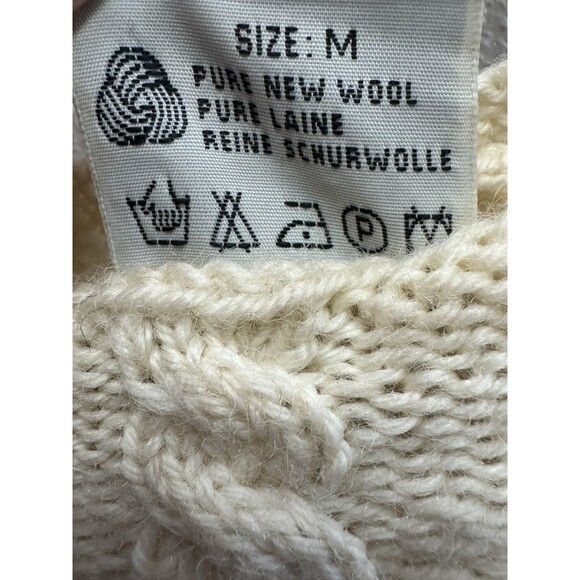 SIZE: M
PURE NEW WOOL
PURE LAINE
REINE SCHURWOLLE
P